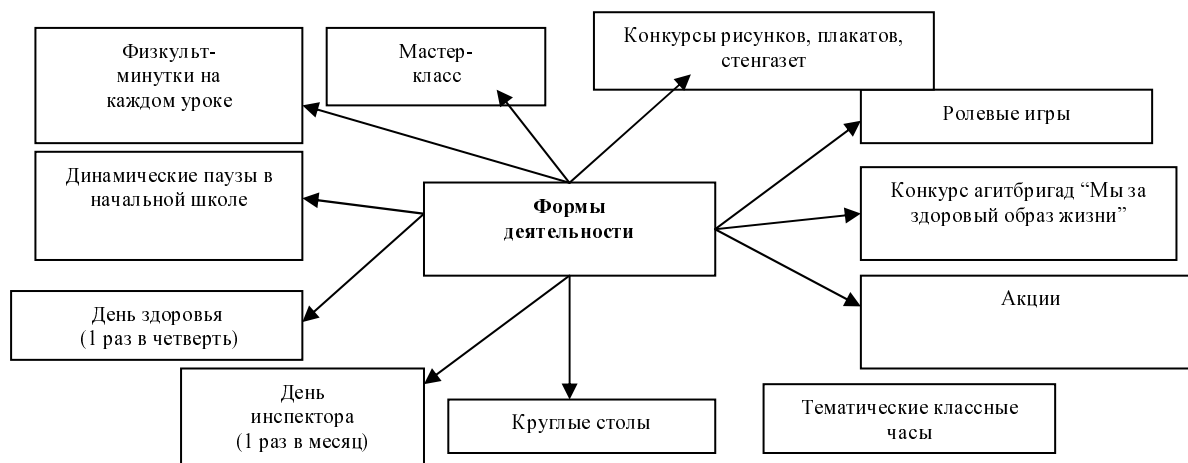 Физкульт-
минутки на
каждом уроке
Мастер-
класс
Конкурсы рисунков, плакатов,
стенгазет
Ролевые игры
Динамические паузы в
начальной школе
Формы
деятельности
Конкурс агитбригад “Мы за
здоровый образ жизни”
День здоровья
(1 раз в четверть)
Акции
День
инспектора
(1 раз в месяц)
Круглые столы
Тематические классные
часы